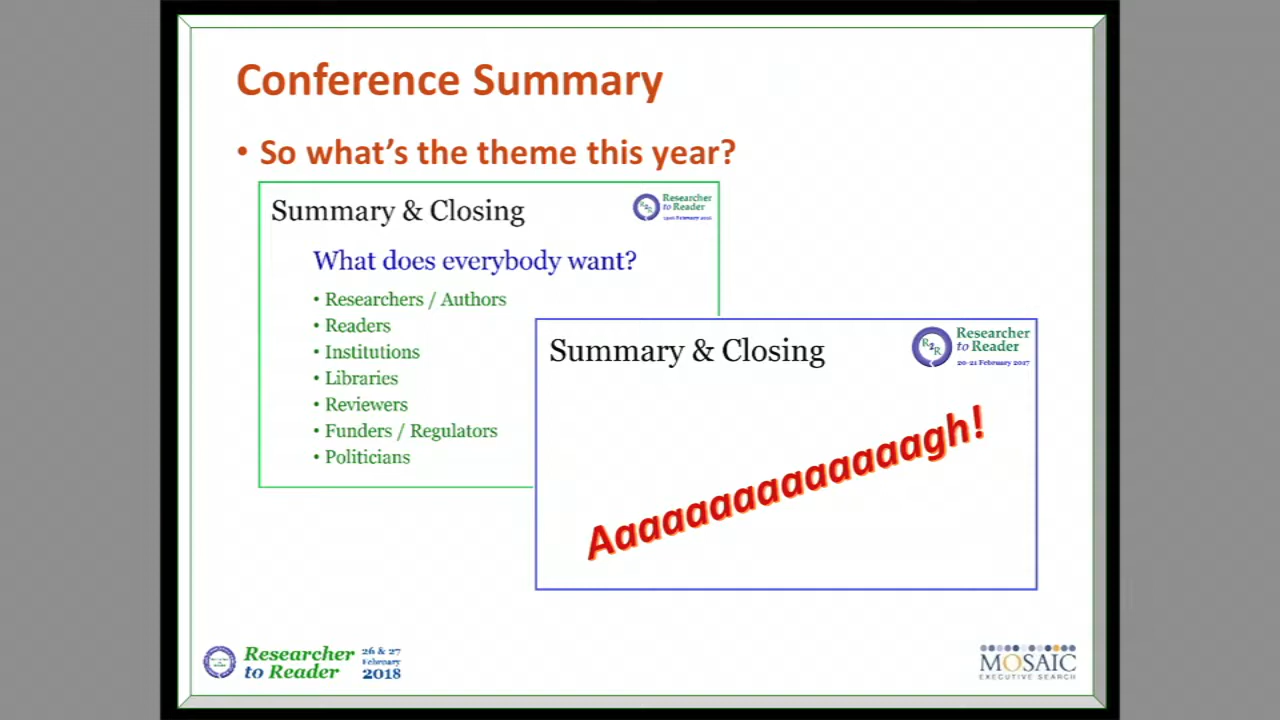 Conference Summary
• So what's the theme this year?
Summary & Closing
Researcher
to Reader
What does everybody want?
• Researchers / Authors
• Readers
• Institutions
• Libraries
• Reviewers
• Funders / Regulators
• Politicians
Summary & Closing
R2R
Researcher
to Reader
20-21 February 2017
Aaaaaaaaaaaaaagh!
Researcher
to Reader
26 & 27
February
2018
MOSAIC
EXECUTIVE SEARCH